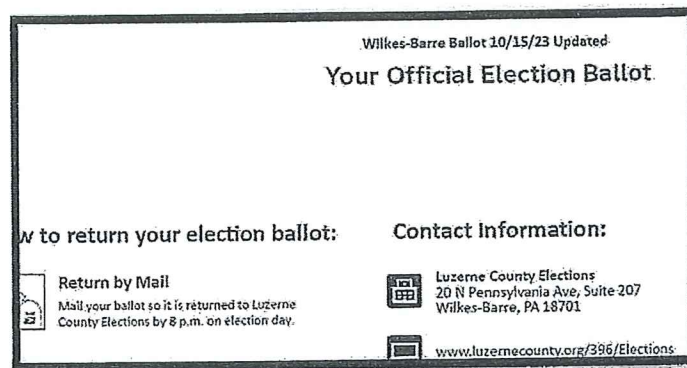 Wilkes-Barre Ballot 10/15/23 Updated
Your Official Election Ballot
w to return your election ballot:
Return by Mail
Mail your ballot so it is returned to Luzerne
County Elections by 8 p.m. on election day.
Contact Information:
Luzerne County Elections
20 N Pennsylvania Ave, Suite 207
Wilkes-Barre, PA 18701
www.luzernecounty.org/396/Elections